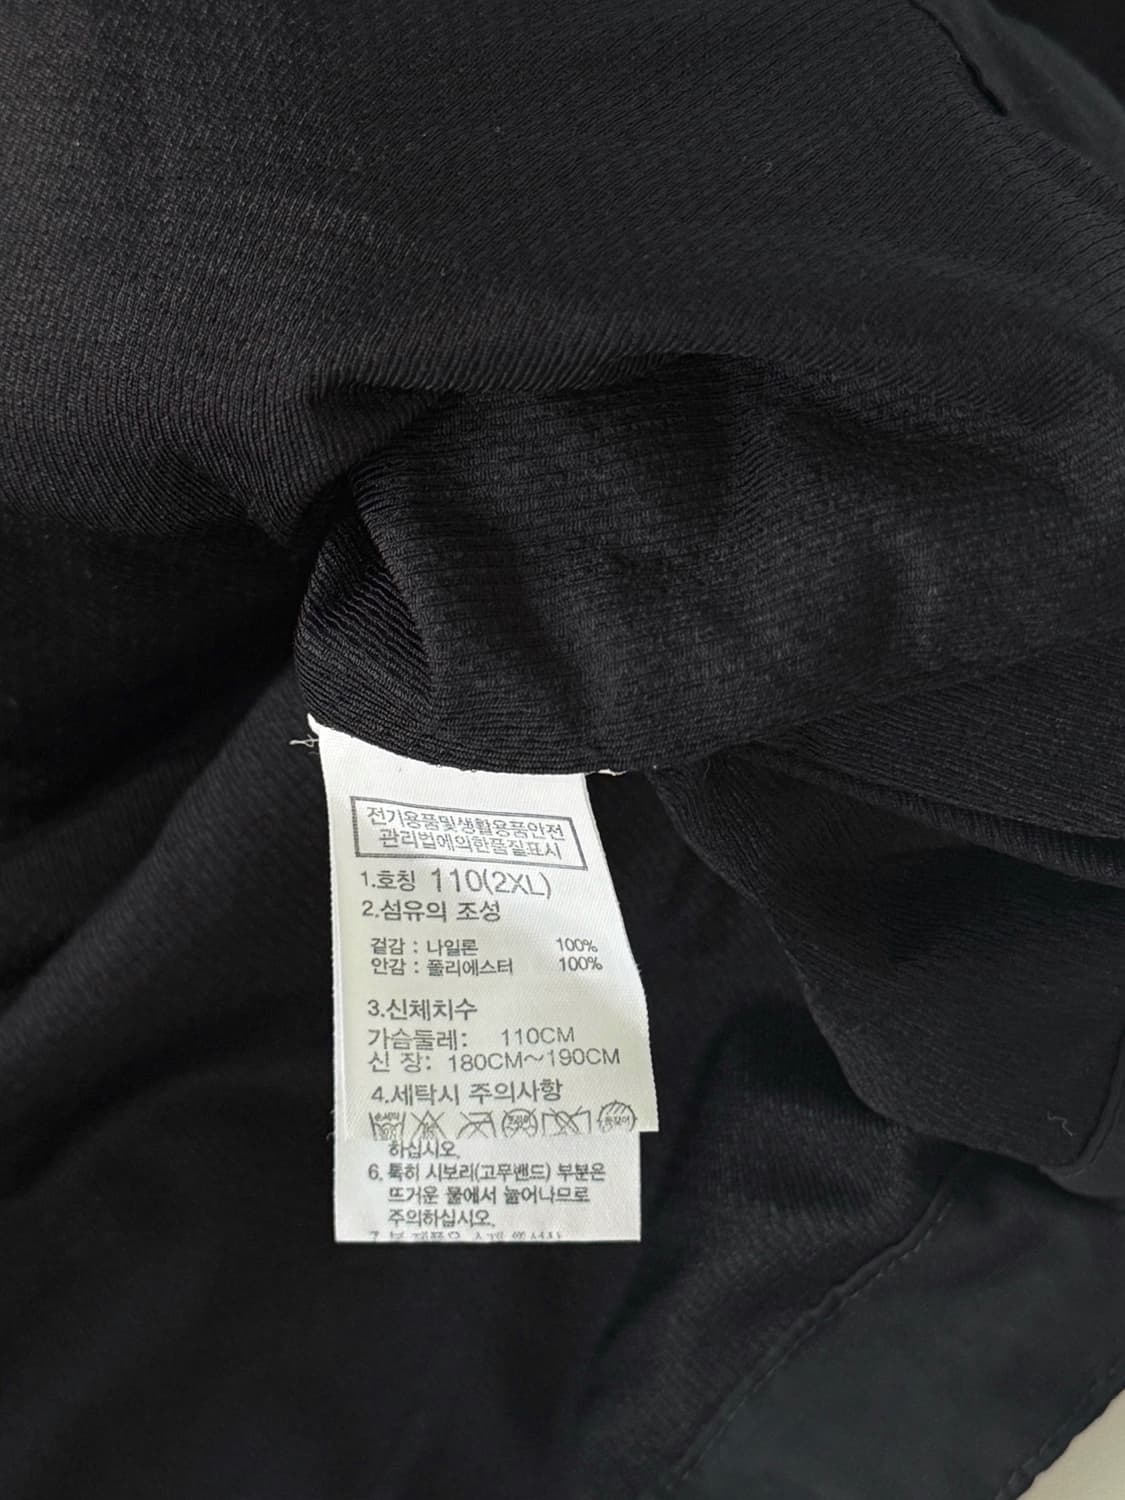 전기용품및생활용품안전
관리법에의한품질표시
1.호칭 110(2XL)
2.섬유의 조성
겉감 : 나일론 100%
안감 : 폴리에스터 100%
3.신체치수
가슴둘레: 110CM
신 장: 180CM~190CM
4.세탁시 주의사항
하십시오.
6. 특히 시보리(고무밴드) 부분은
뜨거운 물에서 늘어나므로
주의하십시오.